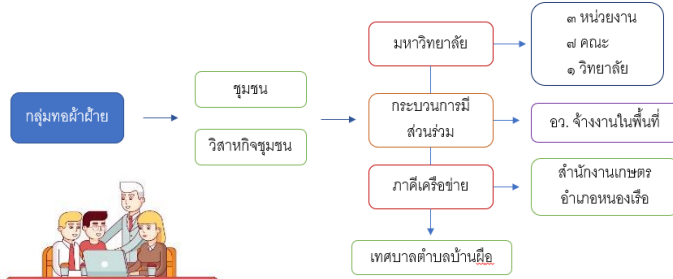 กลุ่มทอผ้าฝ้าย
ชุมชน
วิสาหกิจชุมชน
มหาวิทยาลัย
กระบวนการมี
ส่วนร่วม
ภาคีเครือข่าย
เทศบาลตำบลบ้านผือ
๓ หน่วยงาน
๗ คณะ
๑ วิทยาลัย
อว. จ้างงานในพื้นที่
สำนักงานเกษตร
อำเภอหนองเรือ